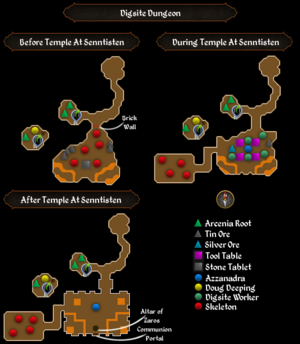 Digsite Dungeon
Before Temple At Senntisten
During Temple At Senntisten
Brick
Wall
After Temple At Senntisten
Altar of
Zaros
Communion
Portal
Arcenia Root
Tin Ore
Silver Ore
Tool Table
Stone Tablet
Azzanadra
Doug Deeping
Digsite Worker
Skeleton